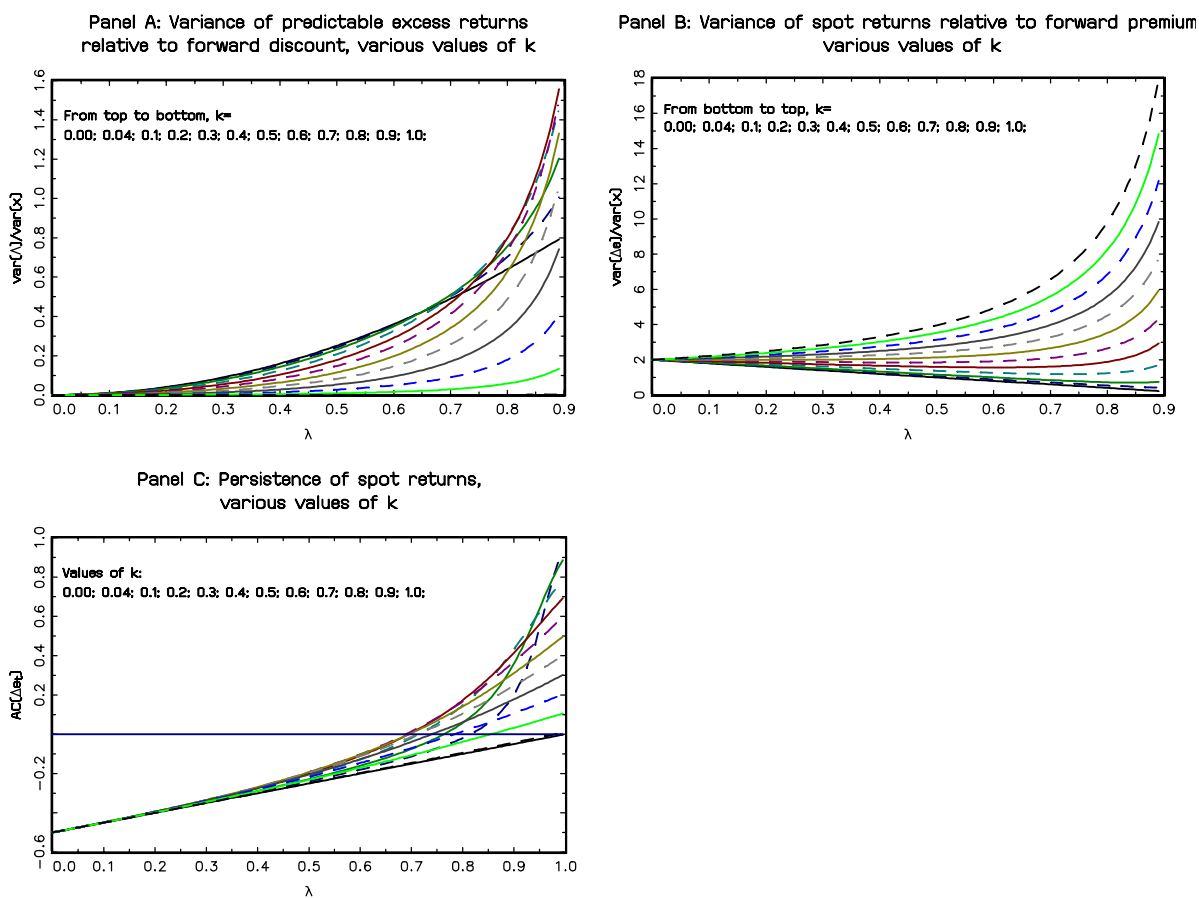 Panel A: Variance of predictable excess returns
relative to forward discount, various values of k
From top to bottom, k=
0.00; 0.04; 0.1; 0.2; 0.3; 0.4; 0.5; 0.6; 0.7; 0.8; 0.9; 1.0;
var(Λ)/var(x)
1.6
1.4
1.2
1.0
0.8
0.6
0.4
0.2
0.0
0.0 0.1 0.2 0.3 0.4 0.5 0.6 0.7 0.8 0.9
λ
Panel B: Variance of spot returns relative to forward premium
various values of k
From bottom to top, k=
0.00; 0.04; 0.1; 0.2; 0.3; 0.4; 0.5; 0.6; 0.7; 0.8; 0.9; 1.0;
var(Δe)/var(x)
18
16
14
12
10
8
6
4
2
0
0.0 0.1 0.2 0.3 0.4 0.5 0.6 0.7 0.8 0.9
λ
Panel C: Persistence of spot returns,
various values of k
Values of k:
0.00; 0.04; 0.1; 0.2; 0.3; 0.4; 0.5; 0.6; 0.7; 0.8; 0.9; 1.0;
AC(Δet)
1.0
0.8
0.6
0.4
0.2
−0.2
−0.6
0.0 0.1 0.2 0.3 0.4 0.5 0.6 0.7 0.8 0.9 1.0
λ